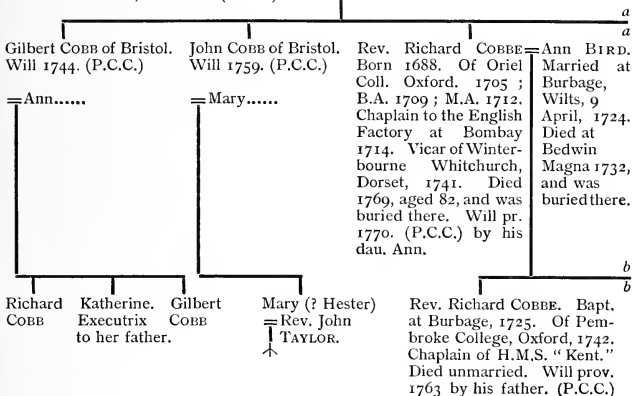 a
a
Gilbert COBB of Bristol.
Will 1744. (P.C.C.)
=Ann......
John COBB of Bristol.
Will 1759. (P.C.C.)
=Mary......
Rev. Richard COBBE=
Born 1688. Of Oriel
Coll. Oxford. 1705 ;
B.A. 1709 ; M.A. 1712.
Chaplain to the English
Factory at Bombay
1714. Vicar of Winter-
bourne Whitchurch,
Dorset, 1741. Died
1769, aged 82, and was
buried there. Will pr.
1770. (P.C.C.) by his
dau. Ann.
Ann BIRD.
Married at
Burbage,
Wilts, 9
April, 1724.
Died at
Bedwin
Magna 1732,
and was
buried there.
b
b
Richard
COBB
Katherine.
Executrix
to her father.
Gilbert
COBB
Mary (? Hester)
=Rev. John
TAYLOR.
Rev. Richard COBBE. Bapt.
at Burbage, 1725. Of Pem-
broke College, Oxford, 1742.
Chaplain of H.M.S. "Kent."
Died unmarried. Will prov.
1763 by his father. (P.C.C.)